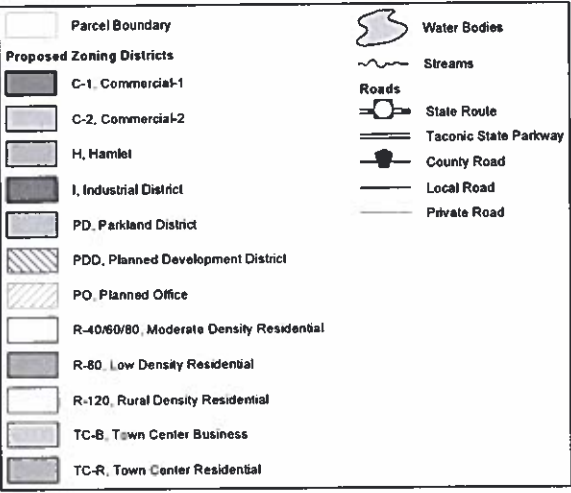 Parcel Boundary
Proposed Zoning Districts
C-1, Commercial-1
C-2, Commercial-2
H, Hamlet
I, Industrial District
PD, Parkland District
PDD, Planned Development District
PO, Planned Office
R-40/60/80, Moderate Density Residential
R-80, Low Density Residential
R-120, Rural Density Residential
TC-B, Town Center Business
TC-R, Town Center Residential
Water Bodies
Streams
Roads
State Route
Taconic State Parkway
County Road
Local Road
Private Road